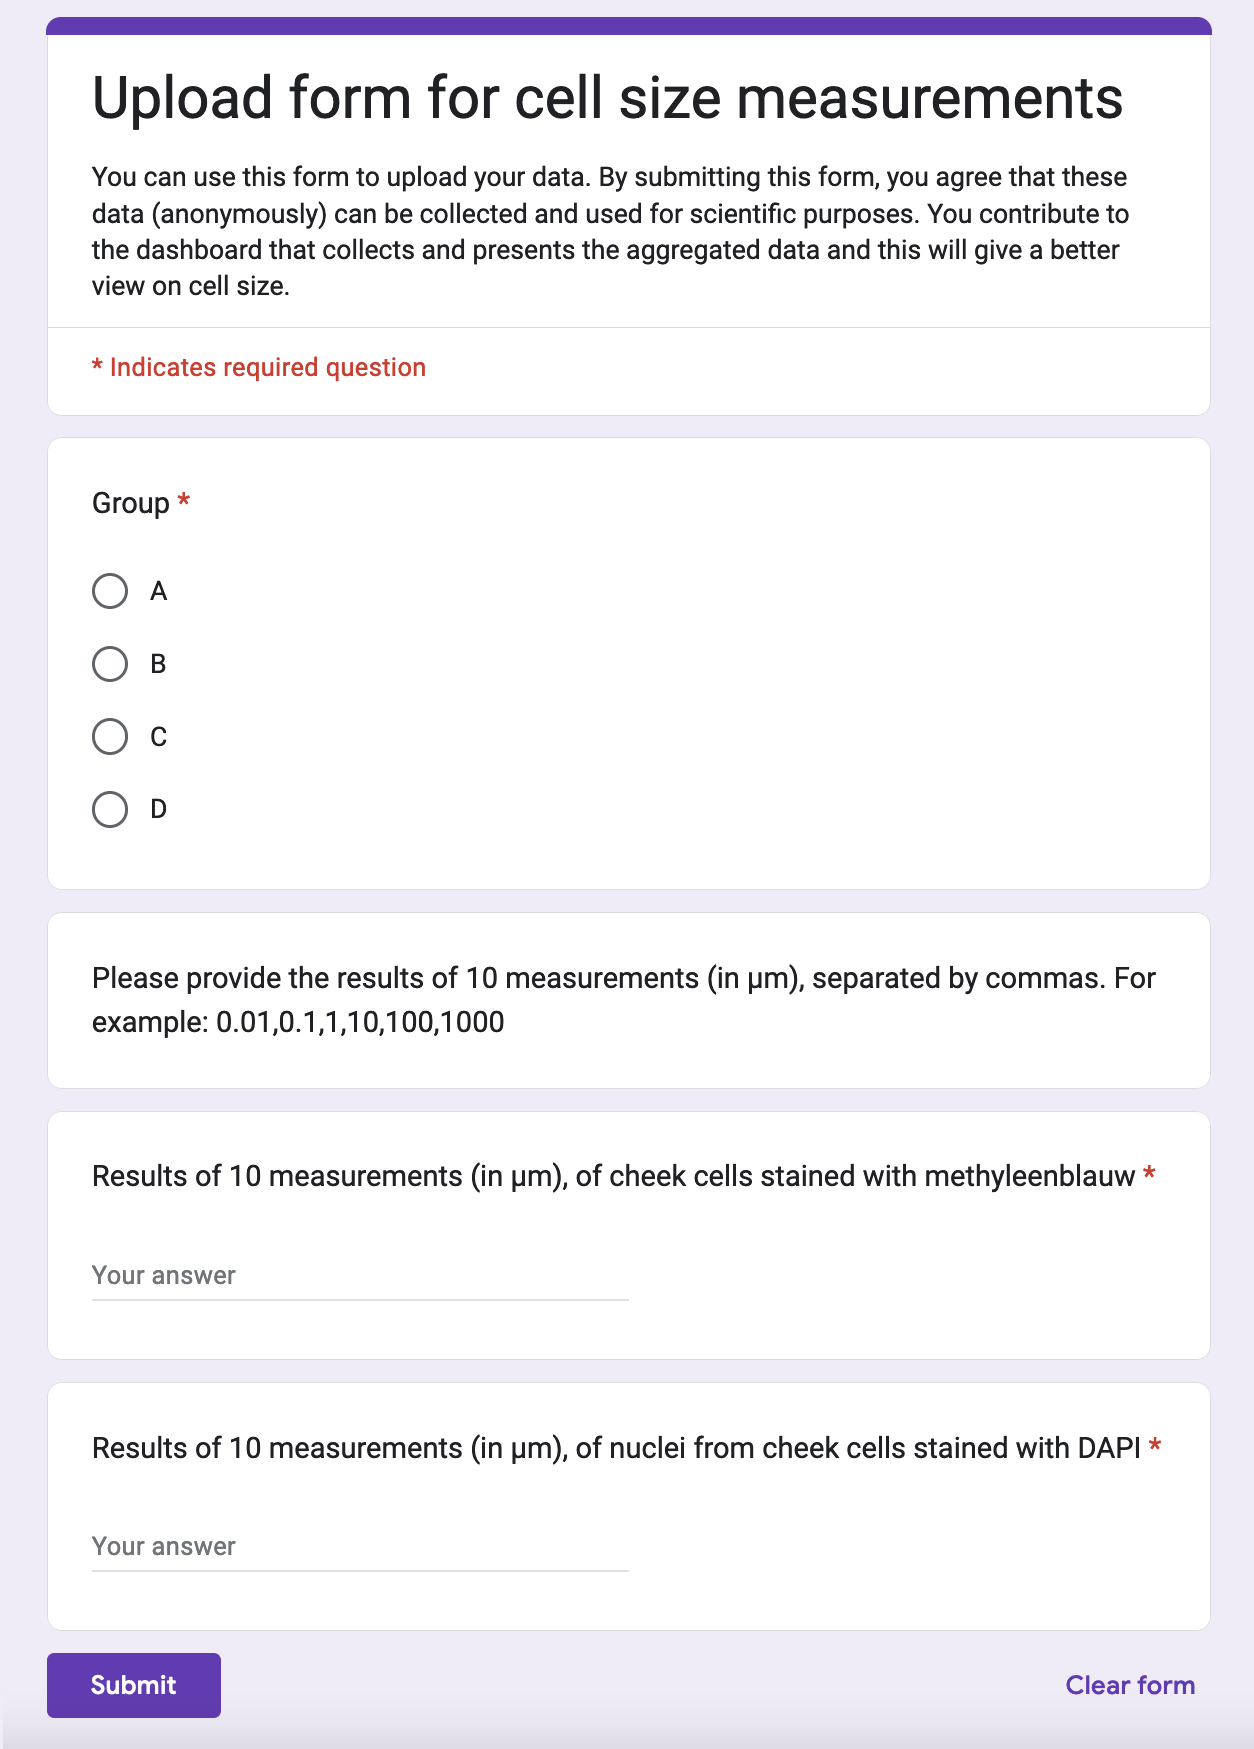 Upload form for cell size measurements
You can use this form to upload your data. By submitting this form, you agree that these
data (anonymously) can be collected and used for scientific purposes. You contribute to
the dashboard that collects and presents the aggregated data and this will give a better
view on cell size.
* Indicates required question
Group *
A
B
C
D
Please provide the results of 10 measurements (in µm), separated by commas. For
example: 0.01,0.1,1,10,100,1000
Results of 10 measurements (in µm), of cheek cells stained with methyleenblauw *
Your answer
Results of 10 measurements (in µm), of nuclei from cheek cells stained with DAPI *
Your answer
Submit
Clear form